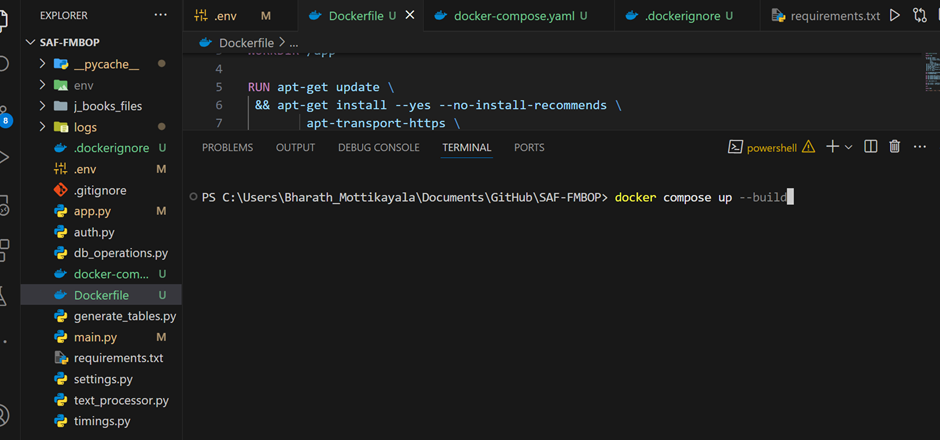 EXPLORER
SAF-FMBOP
__pycache__
env
j_books_files
logs
.dockerignore U
.env M
.gitignore
app.py M
auth.py
db_operations.py
docker-com... U
Dockerfile U
generate_tables.py
main.py M
requirements.txt
settings.py
text_processor.py
timings.py
8
.env M
Dockerfile U
docker-compose.yaml U
.dockerignore U
requirements.txt
Dockerfile > ...
4
5 RUN apt-get update \
6 && apt-get install --yes --no-install-recommends \
7 apt-transport-https \
PROBLEMS OUTPUT DEBUG CONSOLE TERMINAL PORTS
powershell
PS C:\Users\Bharath_Mottikayala\Documents\GitHub\SAF-FMBOP> docker compose up --build